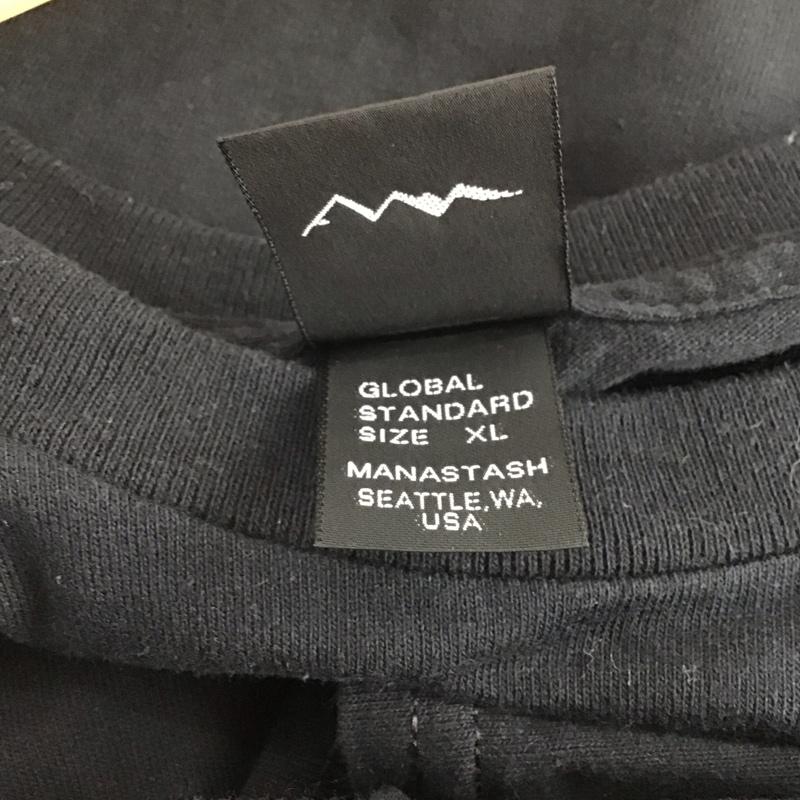 GLOBAL
STANDARD
SIZE XL
MANASTASH
SEATTLE,WA,
USA